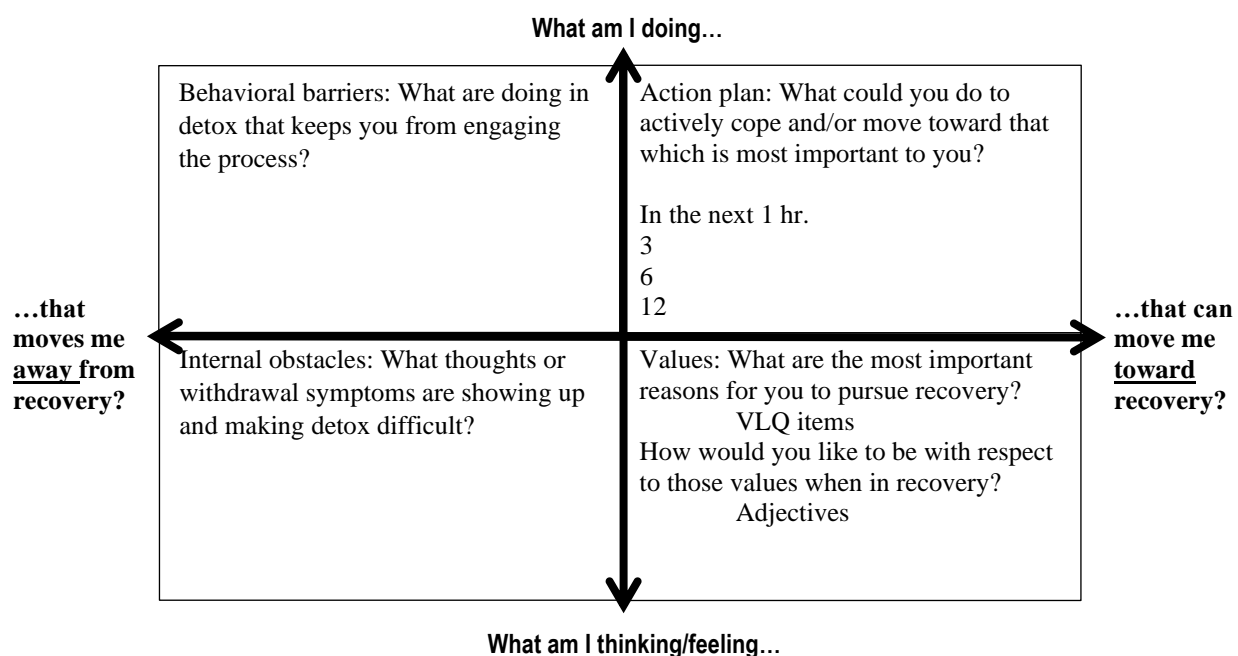 What am I doing…
Behavioral barriers: What are doing in
detox that keeps you from engaging
the process?
Action plan: What could you do to
actively cope and/or move toward that
which is most important to you?
In the next 1 hr.
3
6
12
…that
moves me
away from
recovery?
…that can
move me
toward
recovery?
Internal obstacles: What thoughts or
withdrawal symptoms are showing up
and making detox difficult?
Values: What are the most important
reasons for you to pursue recovery?
VLQ items
How would you like to be with respect
to those values when in recovery?
Adjectives
What am I thinking/feeling…